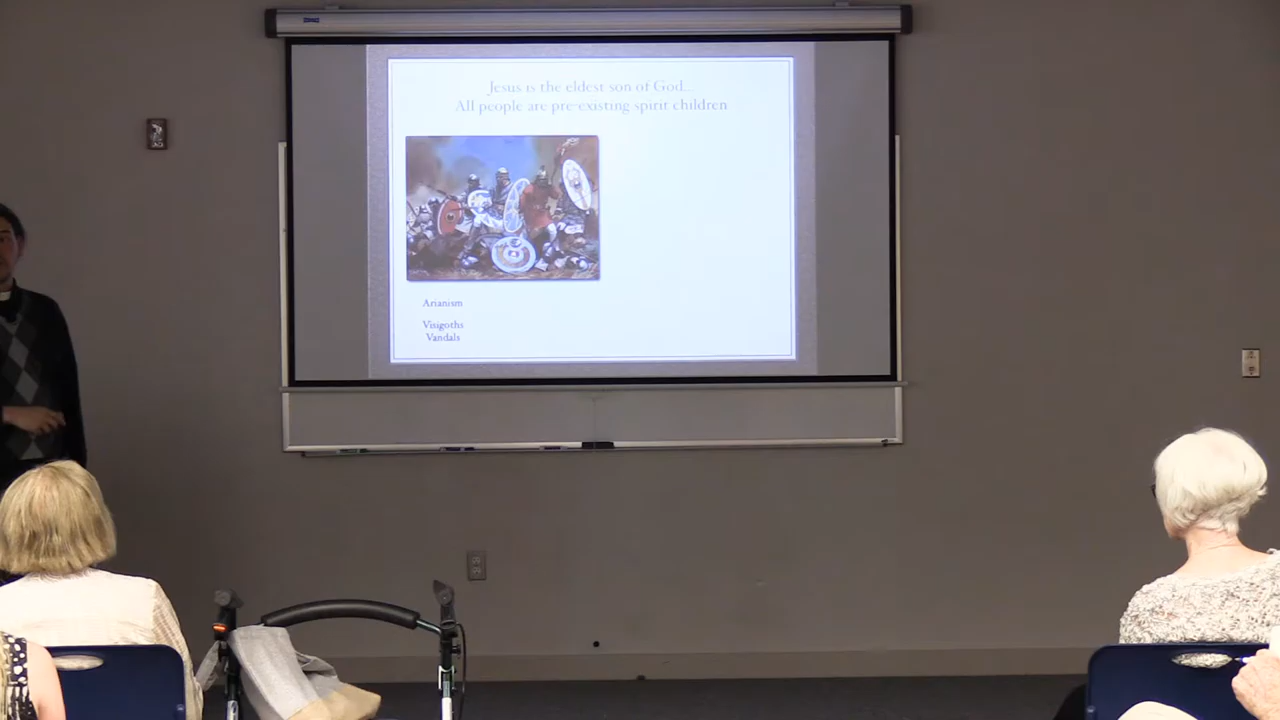 Jesus is the eldest son of God...
All people are pre-existing spirit children
Arianism
Visigoths
Vandals